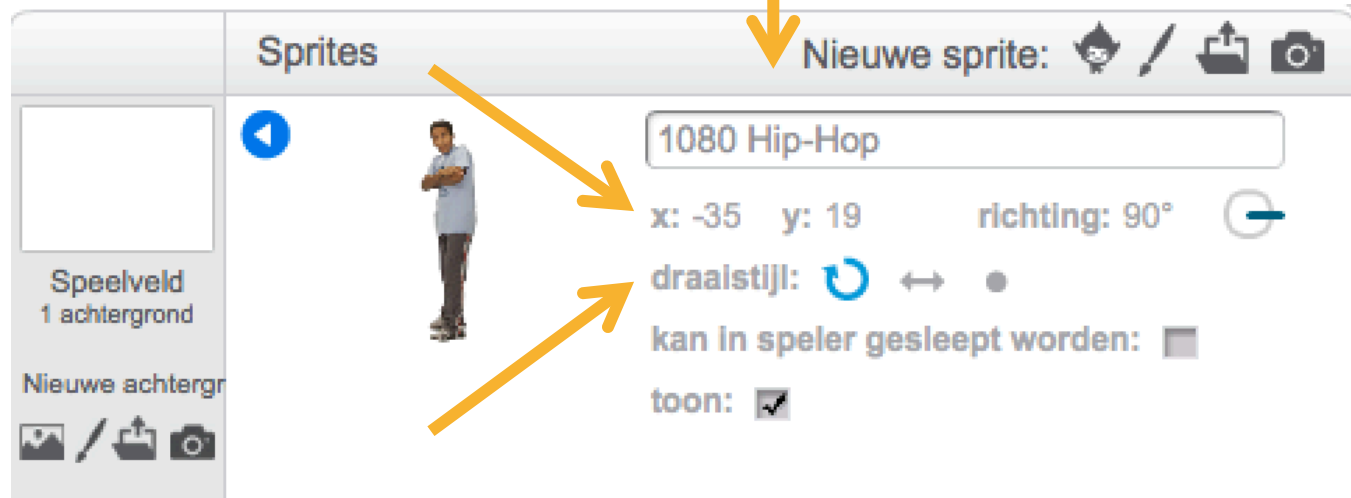 Sprites
Nieuwe sprite:
1080 Hip-Hop
x: -35 y: 19 richting: 90°
draaistijl:
kan in speler gesleept worden:
toon:
Speelveld
1 achtergrond
Nieuwe achtergr